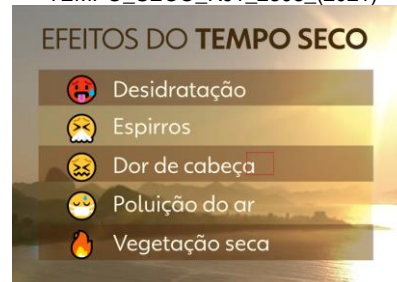 EFEITOS DO TEMPO SECO
Desidratação
Espirros
Dor de cabeça
Poluição do ar
Vegetação seca